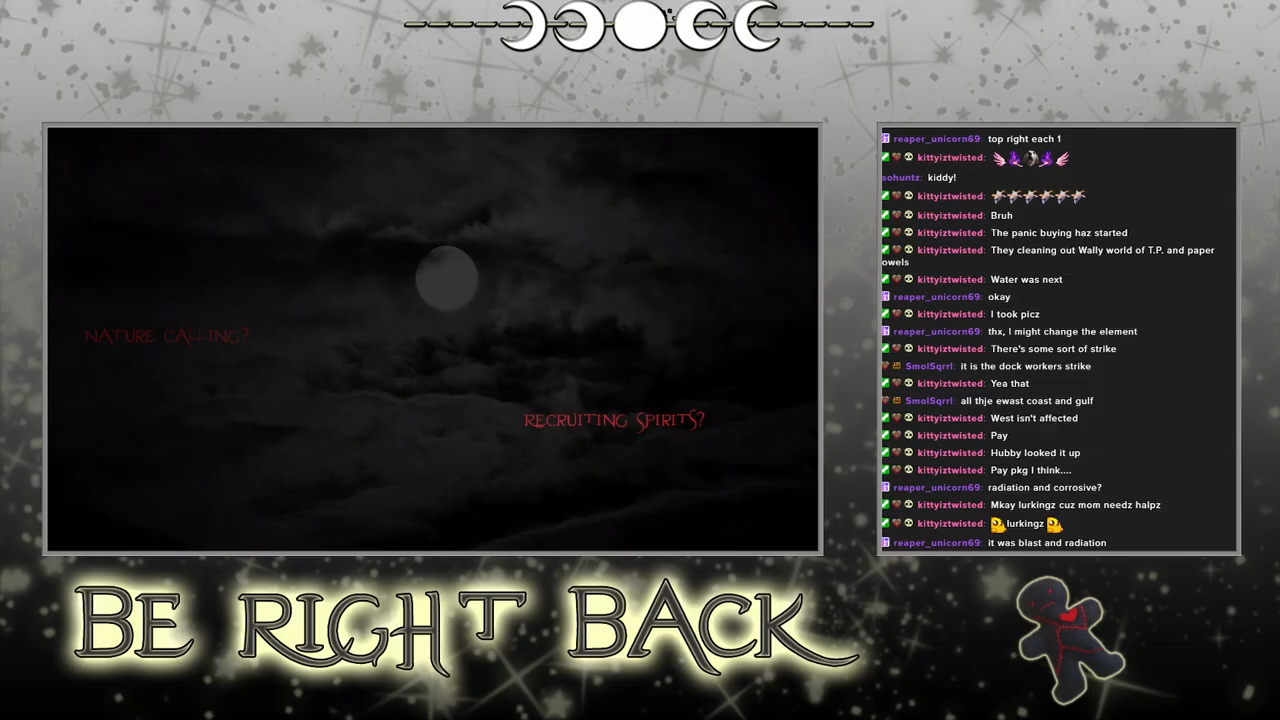 NATURE CALLING?
RECRUITING SPIRITS?
reaper_unicorn69: top right each 1
kittyiztwisted:
sohuntz: kiddy!
kittyiztwisted:
kittyiztwisted: Bruh
kittyiztwisted: The panic buying haz started
kittyiztwisted: They cleaning out Wally world of T.P. and paper
owels
kittyiztwisted: Water was next
reaper_unicorn69: okay
kittyiztwisted: I took picz
reaper_unicorn69: thx, I might change the element
kittyiztwisted: There's some sort of strike
SmolSqrrl: it is the dock workers strike
kittyiztwisted: Yea that
SmolSqrrl: all thje ewast coast and gulf
kittyiztwisted: West isn't affected
kittyiztwisted: Pay
kittyiztwisted: Hubby looked it up
kittyiztwisted: Pay pkg I think....
reaper_unicorn69: radiation and corrosive?
kittyiztwisted: Mkay lurkingz cuz mom needz halpz
kittyiztwisted: lurkingz
reaper_unicorn69: it was blast and radiation
BE RIGHT BACK